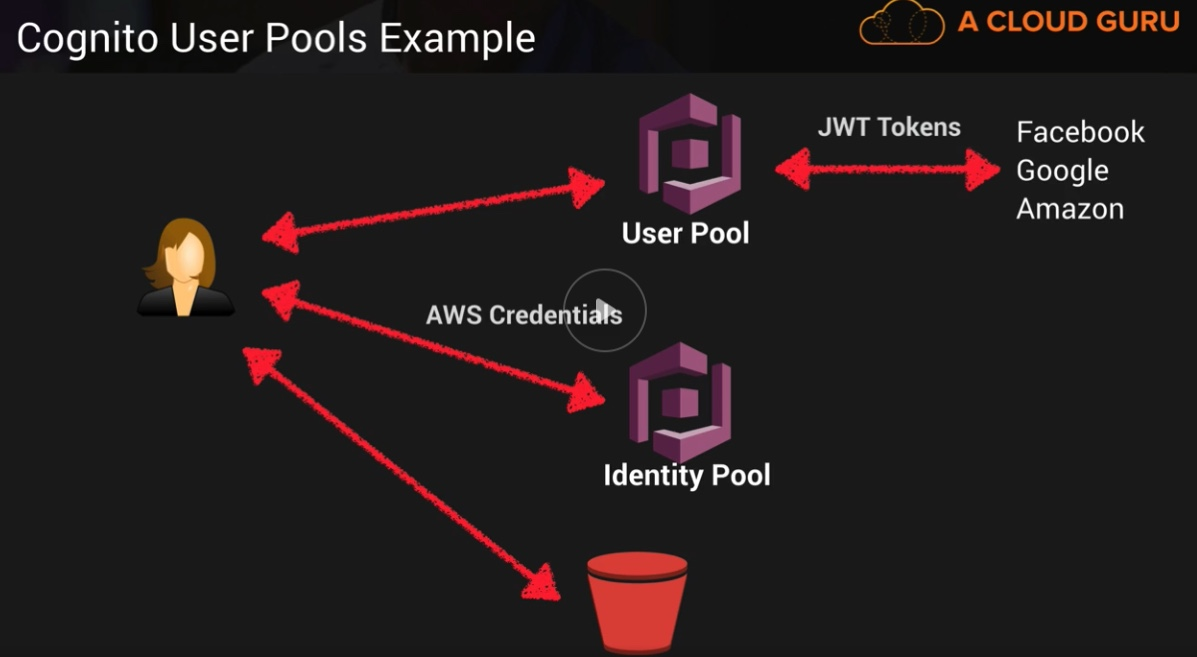 Cognito User Pools Example
A CLOUD GURU
JWT Tokens
Facebook
Google
Amazon
User Pool
AWS Credentials
Identity Pool